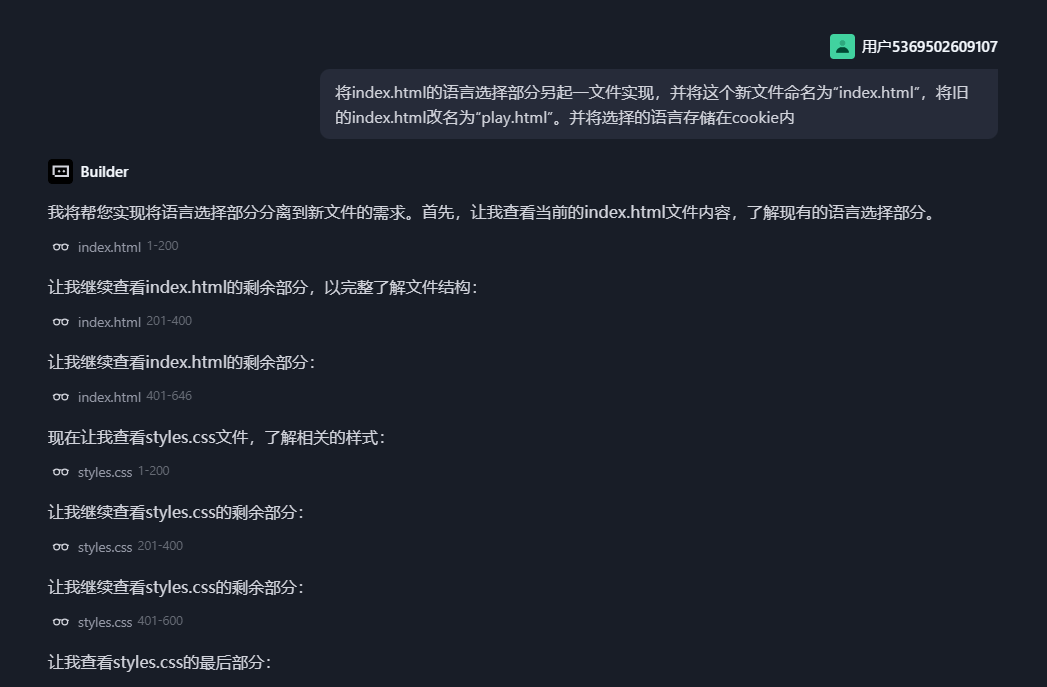 用户5369502609107
将index.html的语言选择部分另起一文件实现，并将这个新文件命名为“index.html”，将旧
的index.html改名为“play.html”。并将选择的语言存储在cookie内
Builder
我将帮您实现将语言选择部分分离到新文件的需求。首先，让我查看当前的index.html文件内容，了解现有的语言选择部分。
index.html 1-200
让我继续查看index.html的剩余部分，以完整了解文件结构：
index.html 201-400
让我继续查看index.html的剩余部分：
index.html 401-646
现在让我查看styles.css文件，了解相关的样式：
styles.css 1-200
让我继续查看styles.css的剩余部分：
styles.css 201-400
让我继续查看styles.css的剩余部分：
styles.css 401-600
让我查看styles.css的最后部分：